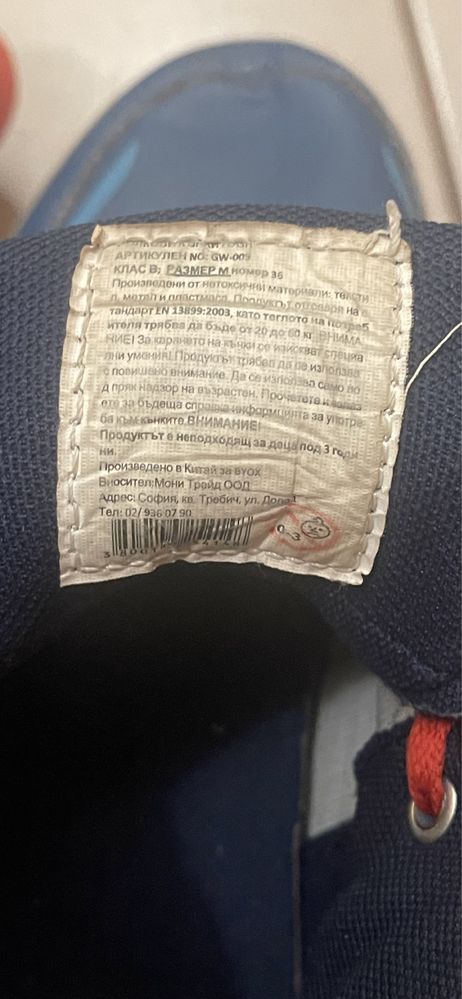 АРТИКУЛЕН NO: GW-009
КЛАС В; РАЗМЕР М номер 36
Произведени от нетоксични материали: тексти
л, метал и пластмаса. Продуктът отговаря на
тандарт EN 13899:2003, като теглото на потреб
ителя трябва да бъде от 20 до 60 кг. ВНИМА
НИЕ! За карането на кънки се изискват специа
лни умения! Продуктът трябва да се използва
с повишено внимание. Да се използва само по
д пряк надзор на възрастен. Прочетете и запаз
ете за бъдеща справка информацията за употре
ба към кънките. ВНИМАНИЕ!
Продуктът е неподходящ за деца под 3 годи
ни.
Произведено в Китай за BYOX
Вносител: Мони Трейд ООД
Адрес: София, кв. Требич, ул. Доло 1
Тел: 02/ 936 07 90
0-3